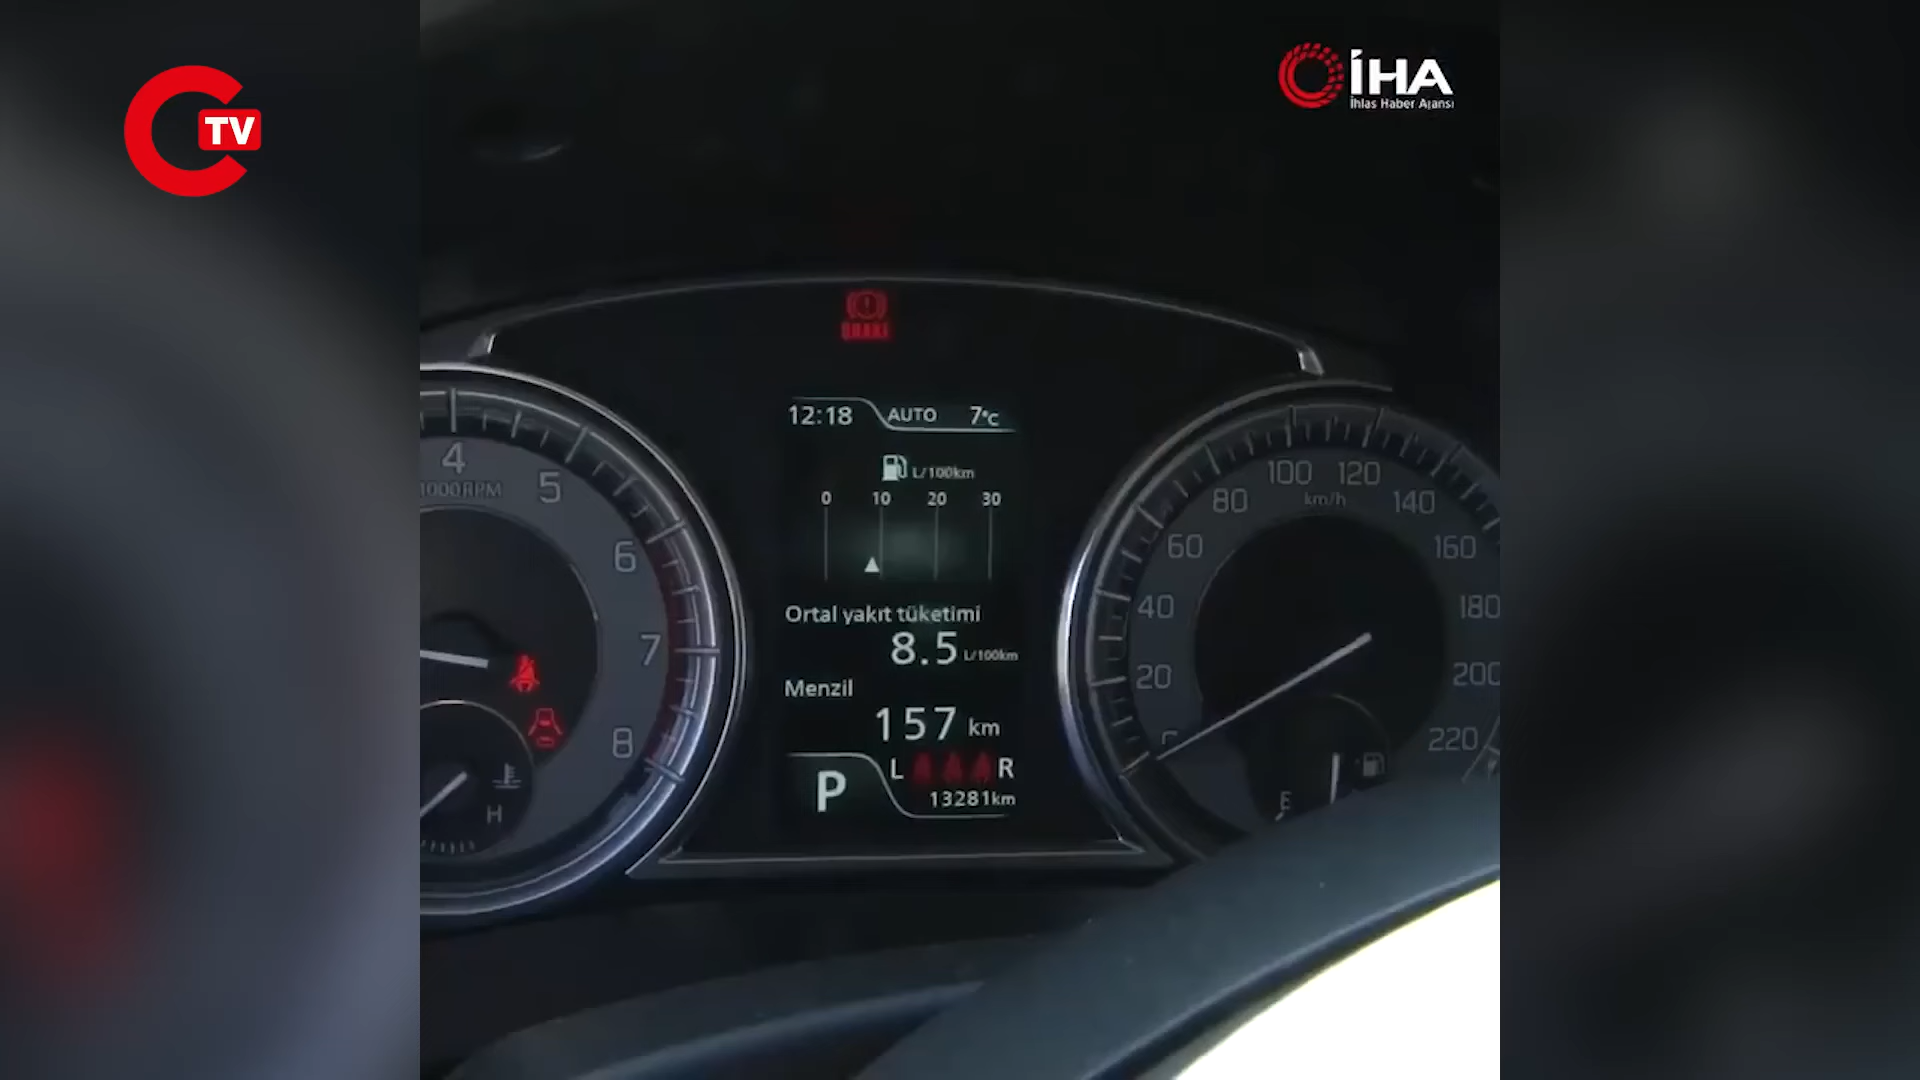 TV
İHA
İhlas Haber Ajansı
BRAKE
12:18 AUTO 7°C
L/100km
0 10 20 30
Ortal yakıt tüketimi
8.5 L/100km
Menzil
157 km
L R
P
13281km
4
1000RPM
5
6
7
8
H
20
40
60
80
100
120
km/h
140
160
180
200
220
E